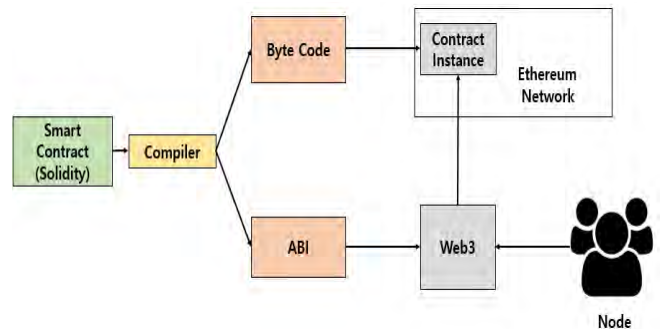 Byte Code
Contract
Instance
Ethereum
Network
Smart
Contract
(Solidity)
Compiler
ABI
Web3
Node